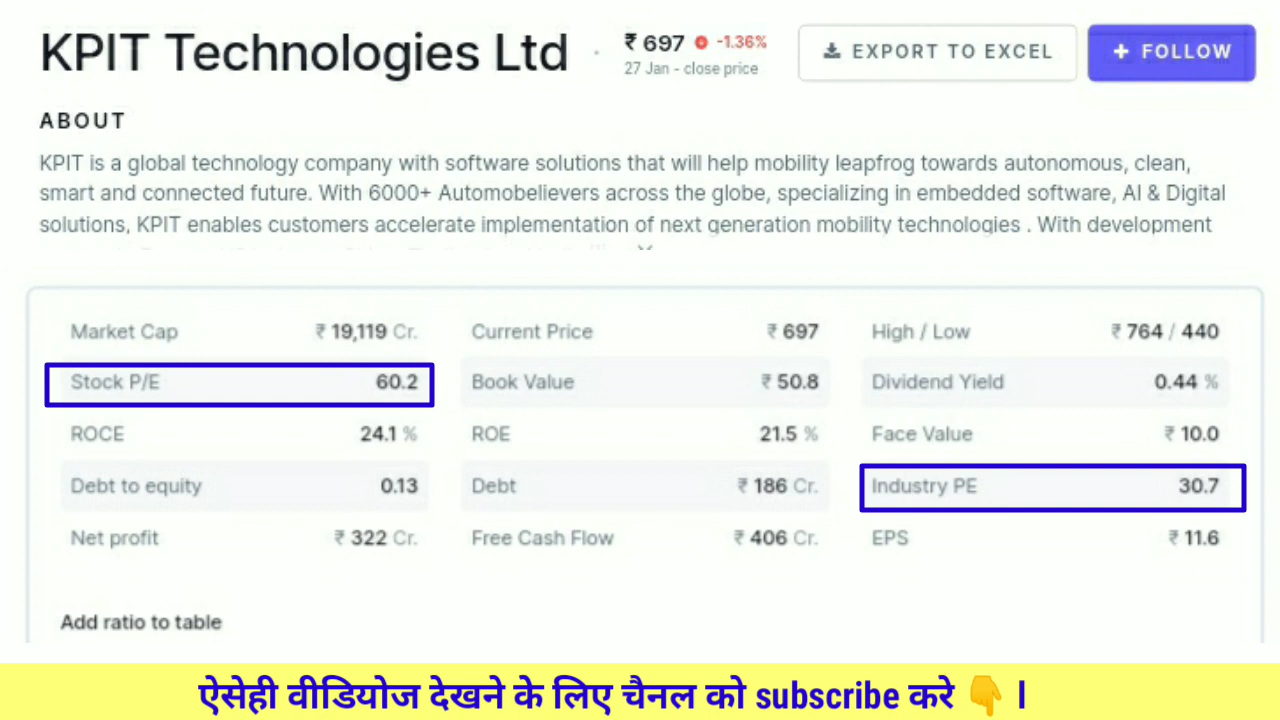 KPIT Technologies Ltd
₹ 697 -1.36%
27 Jan - close price
EXPORT TO EXCEL
+ FOLLOW
ABOUT
KPIT is a global technology company with software solutions that will help mobility leapfrog towards autonomous, clean,
smart and connected future. With 6000+ Automobelievers across the globe, specializing in embedded software, AI & Digital
solutions, KPIT enables customers accelerate implementation of next generation mobility technologies . With development
Market Cap ₹ 19,119 Cr. Current Price ₹ 697 High / Low ₹ 764 / 440
Stock P/E 60.2 Book Value ₹ 50.8 Dividend Yield 0.44 %
ROCE 24.1 % ROE 21.5 % Face Value ₹ 10.0
Debt to equity 0.13 Debt ₹ 186 Cr. Industry PE 30.7
Net profit ₹ 322 Cr. Free Cash Flow ₹ 406 Cr. EPS ₹ 11.6
Add ratio to table
ऐसेही वीडियोज देखने के लिए चैनल को subscribe करे 👇 ।